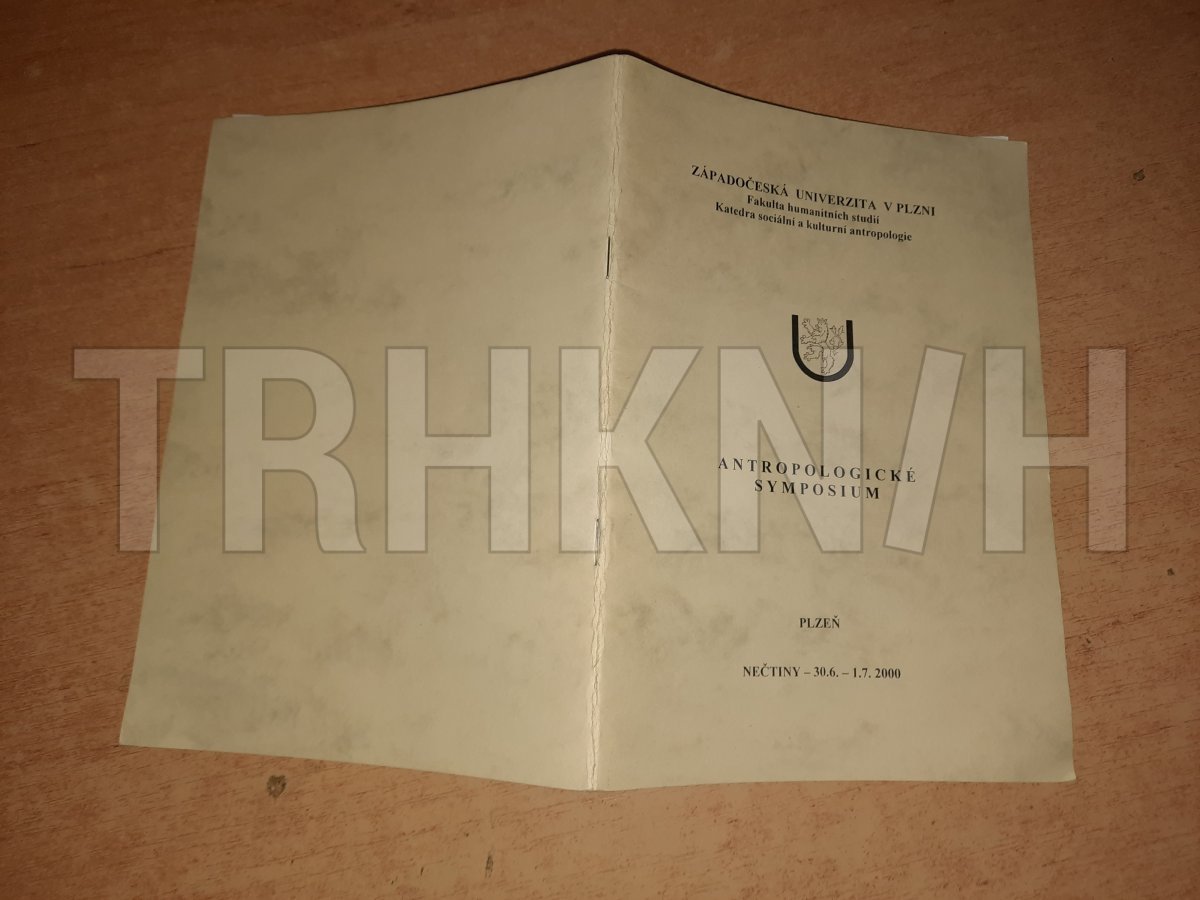 ZÁPADOČESKÁ UNIVERZITA V PLZNI
Fakulta humanitních studií
Katedra sociální a kulturní antropologie
TRHKN/H
ANTROPOLOGICKÉ
SYMPOSIUM
PLZEŇ
NEČTINY – 30.6. – 1.7. 2000